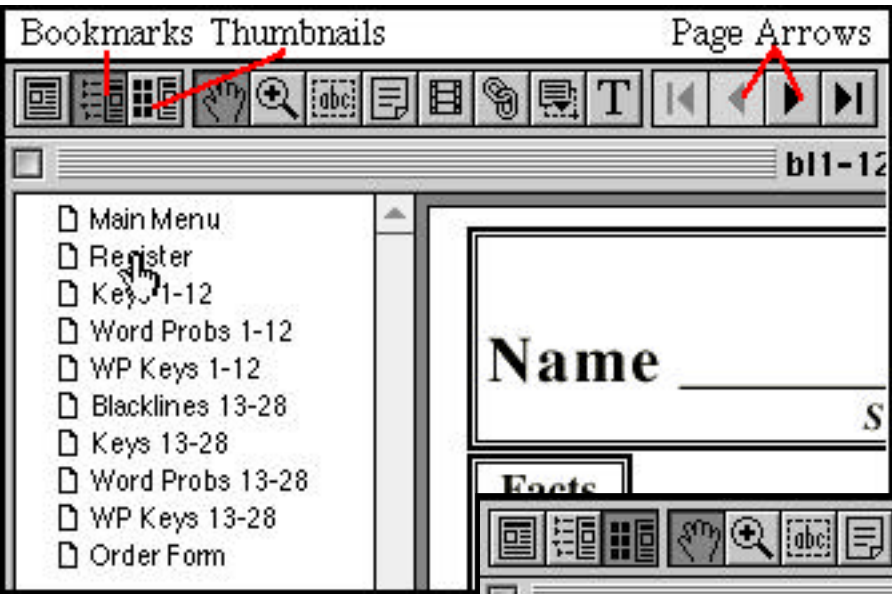 Bookmarks Thumbnails Page Arrows
abc T
bl1-12
Main Menu
Register
Keys 1-12
Word Probs 1-12
WP Keys 1-12
Blacklines 13-28
Keys 13-28
Word Probs 13-28
WP Keys 13-28
Order Form
Name
S
Facts
abc